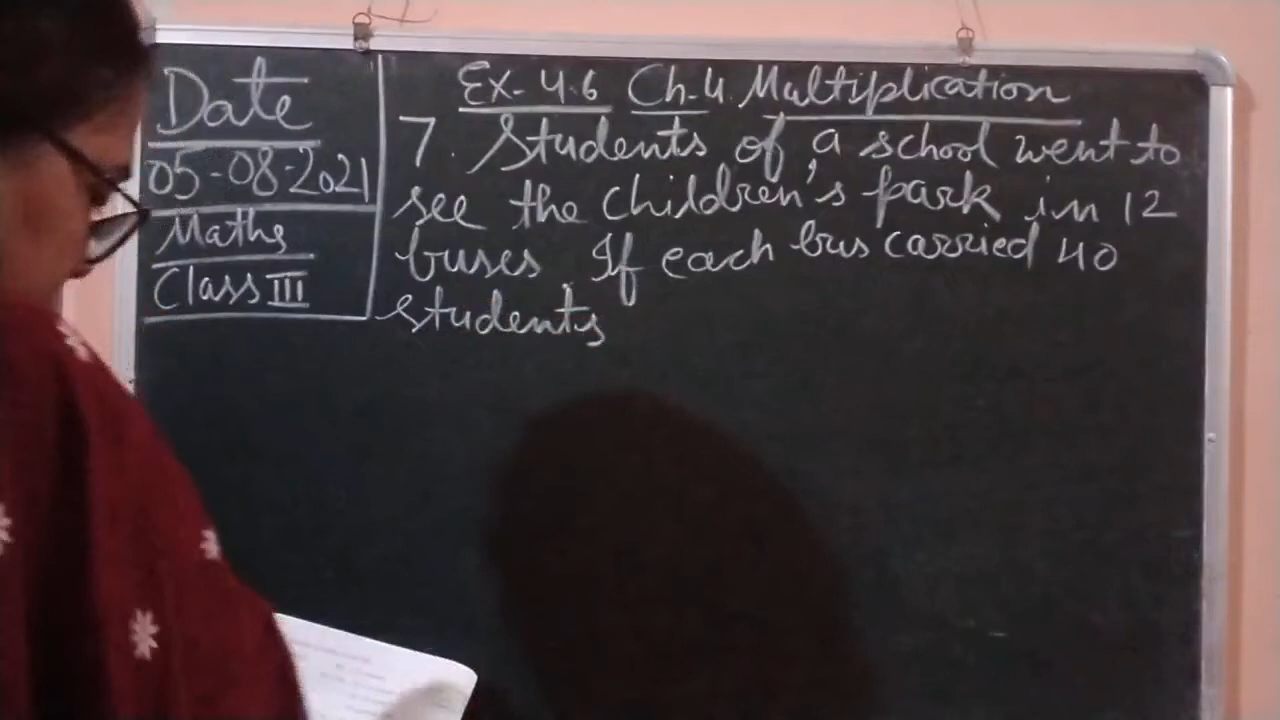 Date
05-08-2021
Maths
Class III
Ex-4.6 Ch-4. Multiplication
7. Students of a school went to
see the children's park in 12
buses. If each bus carried 40
students